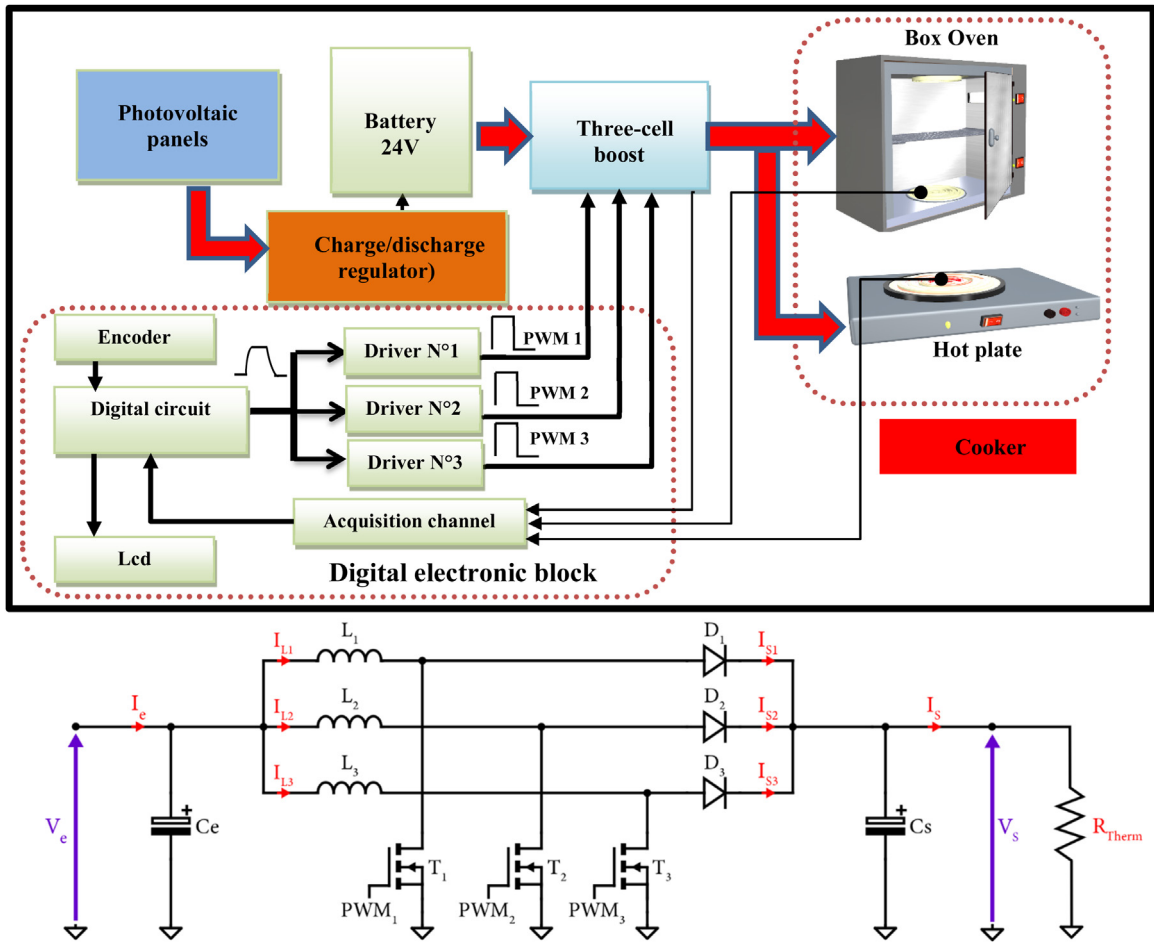 Box Oven
Photovoltaic
panels
Battery
24V
Three-cell
boost
Charge/discharge
regulator)
Hot plate
Cooker
Encoder
Digital circuit
Lcd
Driver N°1
Driver N°2
Driver N°3
PWM 1
PWM 2
PWM 3
Acquisition channel
Digital electronic block
L1
D1
IL1
IS1
Ie
L2
D2
IL2
IS2
IS
L3
D3
IL3
IS3
Ve
Ce
T1
T2
T3
Cs
VS
RTherm
PWM1
PWM2
PWM3